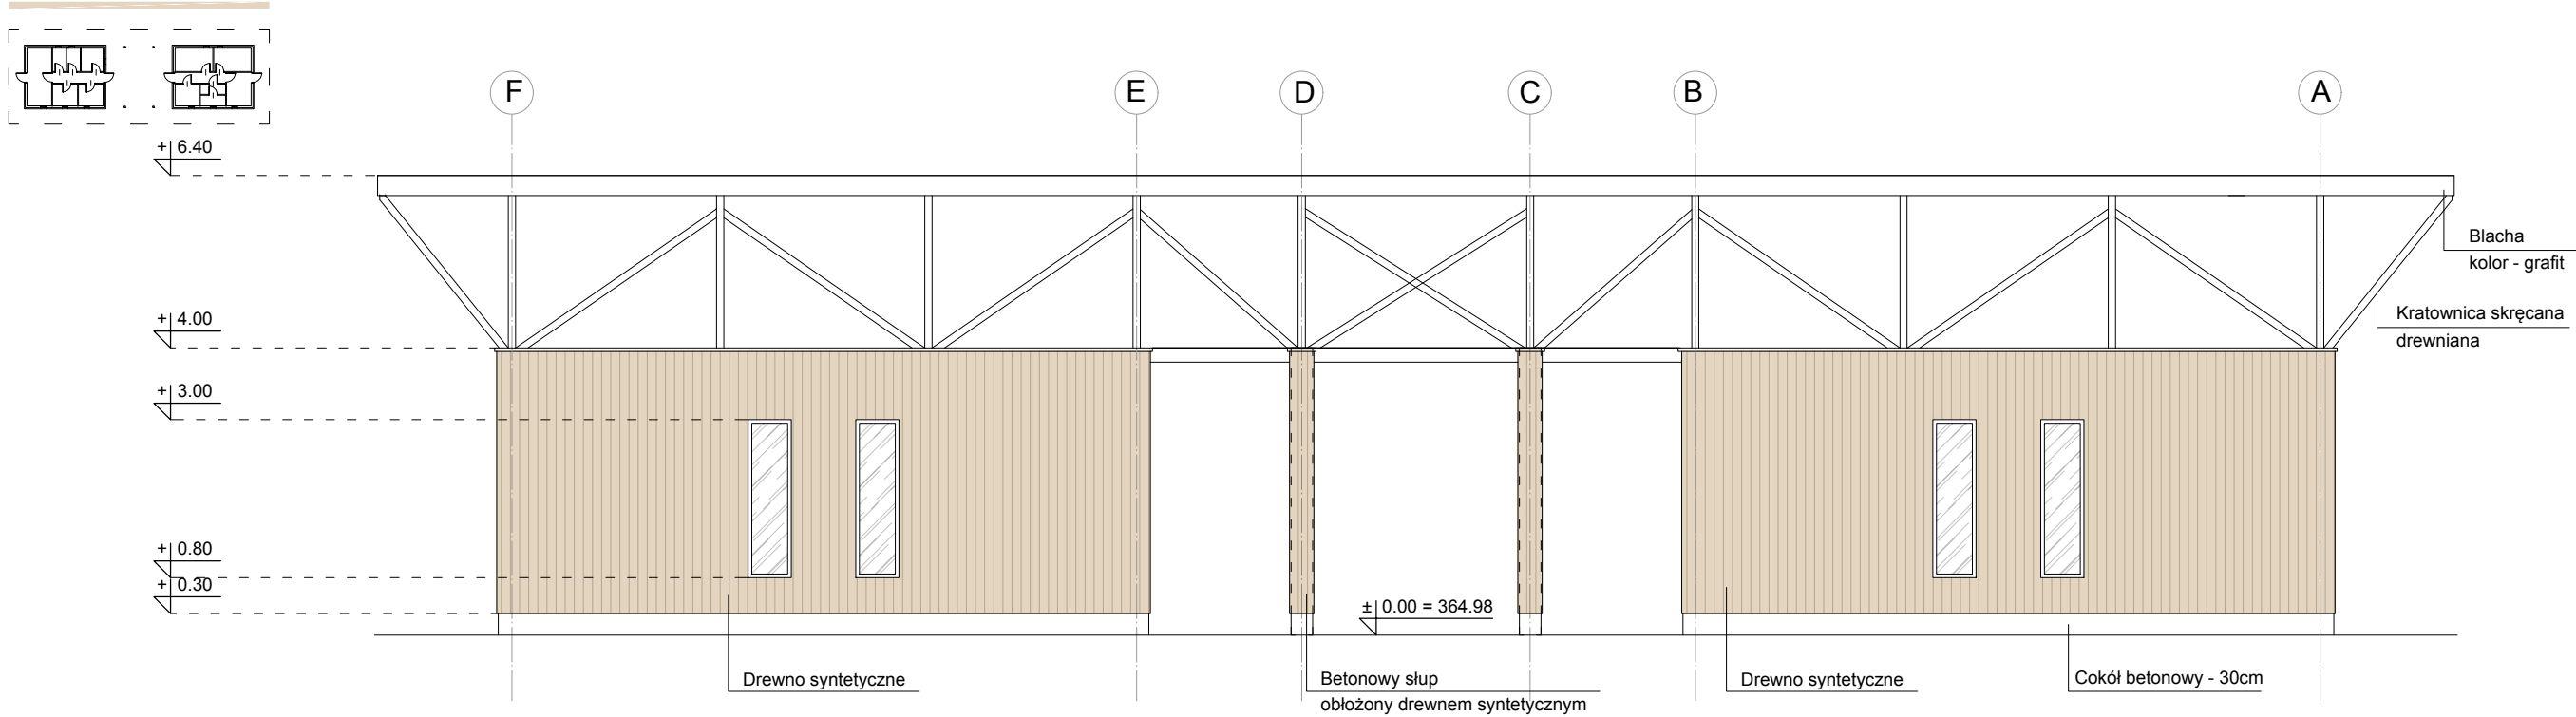 F
E
D
C
B
A
+ 6.40
Blacha
kolor - grafit
Kratownica skręcana
drewniana
+ 4.00
+ 3.00
+ 0.80
+ 0.30
± 0.00 = 364.98
Drewno syntetyczne
Betonowy słup
obłożony drewnem syntetycznym
Drewno syntetyczne
Cokół betonowy - 30cm